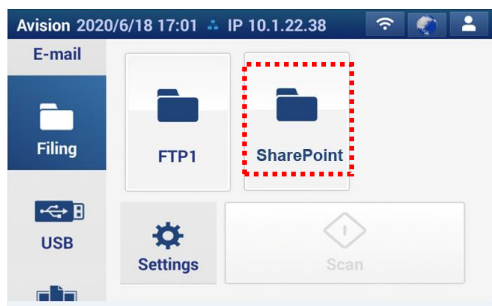 Avision 2020/6/18 17:01 IP 10.1.22.38
E-mail
Filing
FTP1
SharePoint
USB
Settings
Scan